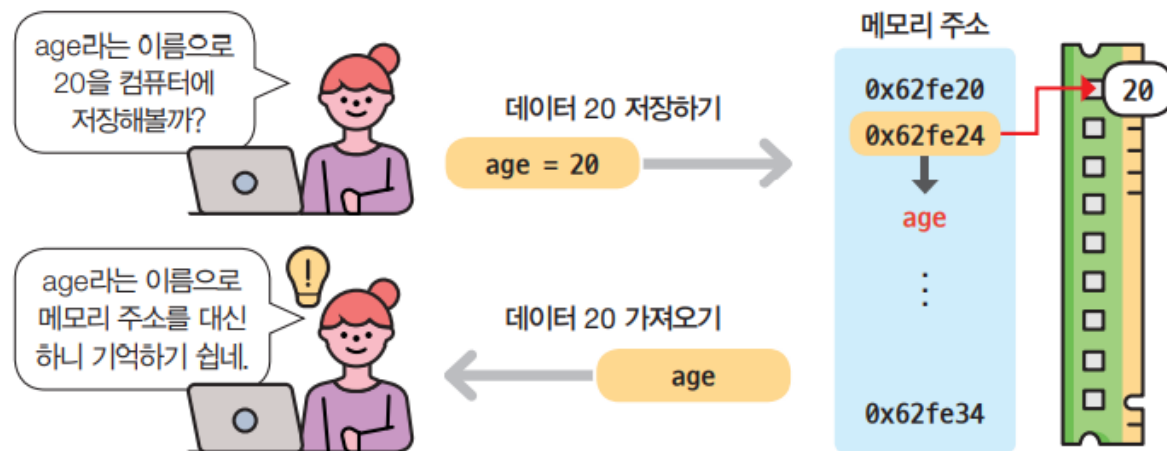 age라는 이름으로
20을 컴퓨터에
저장해볼까?
데이터 20 저장하기
age = 20
메모리 주소
0x62fe20
0x62fe24
age
⋮
0x62fe34
20
age라는 이름으로
메모리 주소를 대신
하니 기억하기 쉽네.
!
데이터 20 가져오기
age